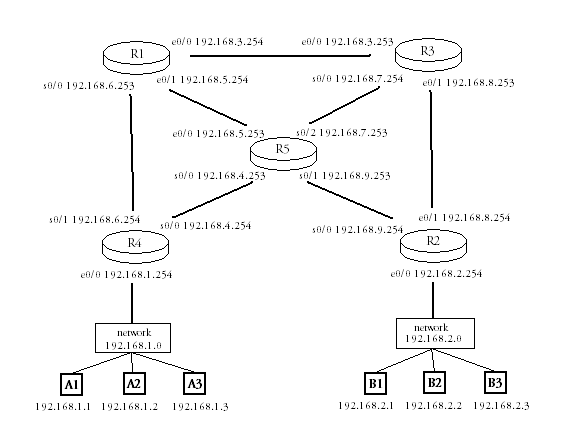 e0/0 192.168.3.254
e0/0 192.168.3.253
R1
R3
s0/0 192.168.6.253
e0/1 192.168.5.254
s0/0 192.168.7.254
e0/1 192.168.8.253
e0/0 192.168.5.253
s0/2 192.168.7.253
R5
s0/0 192.168.4.253
s0/1 192.168.9.253
s0/1 192.168.6.254
s0/0 192.168.4.254
s0/0 192.168.9.254
e0/1 192.168.8.254
R4
R2
e0/0 192.168.1.254
e0/0 192.168.2.254
network
192.168.1.0
network
192.168.2.0
A1
A2
A3
B1
B2
B3
192.168.1.1
192.168.1.2
192.168.1.3
192.168.2.1
192.168.2.2
192.168.2.3